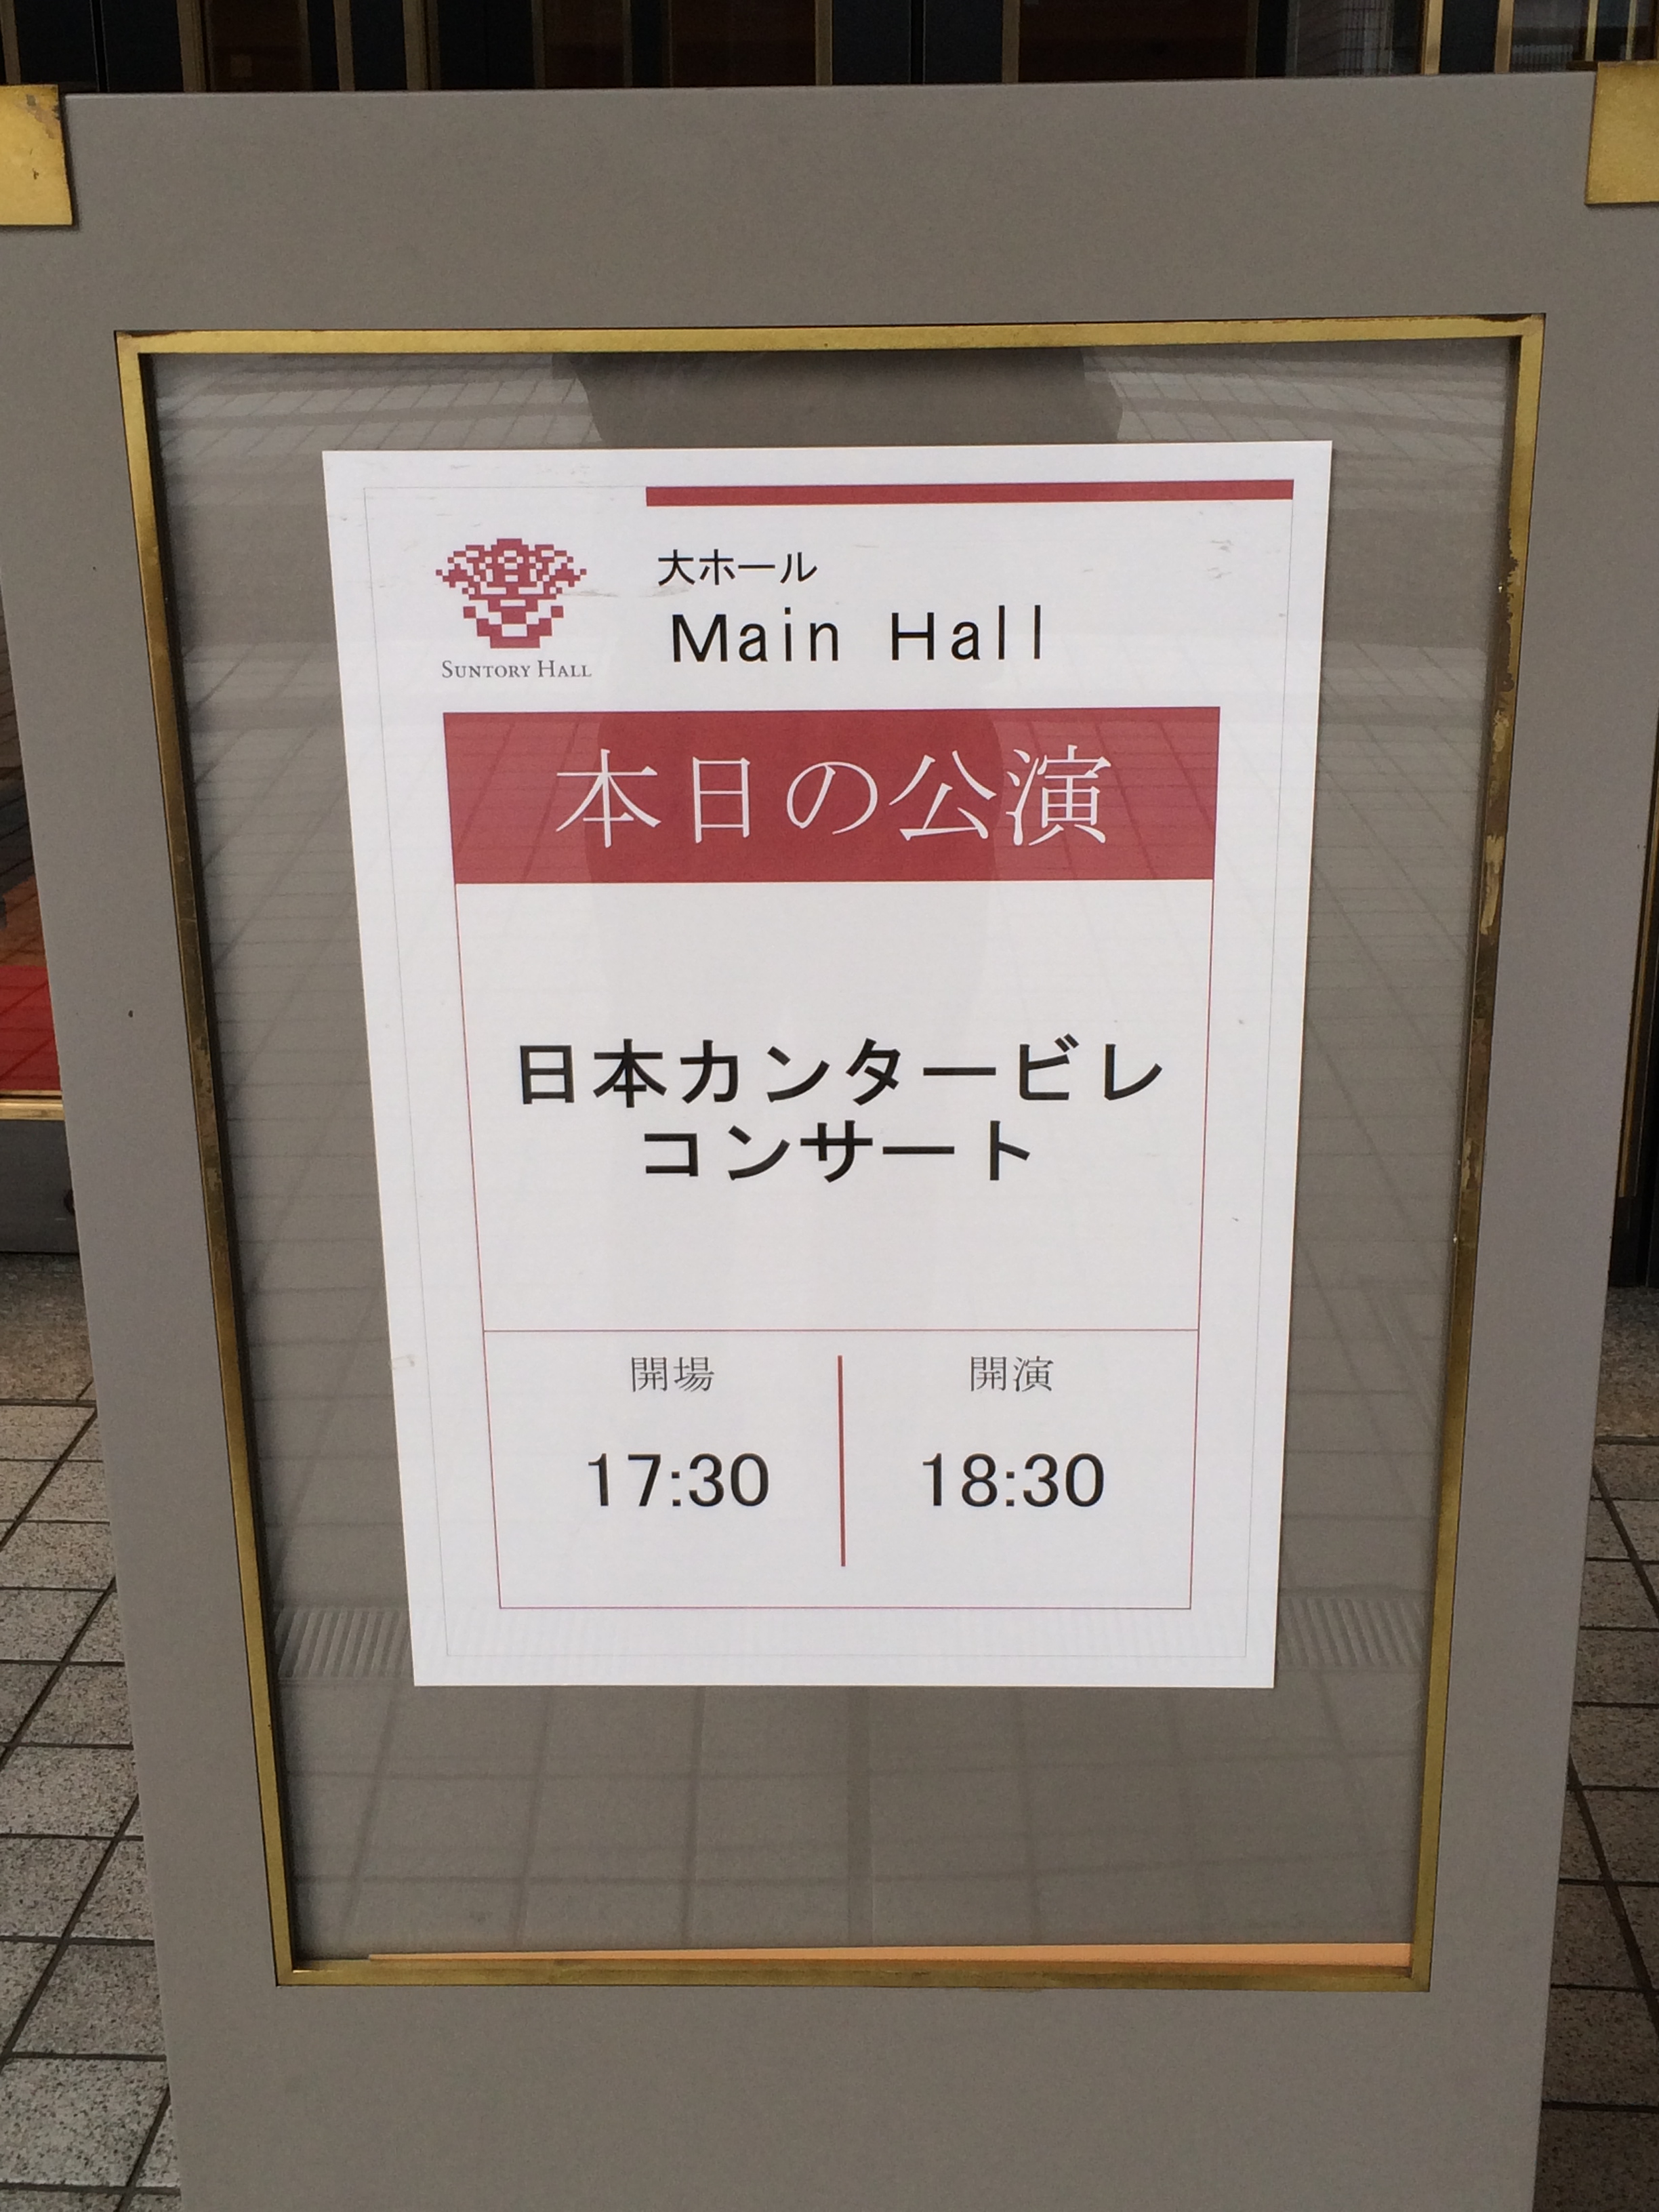 大ホール
Main Hall
SUNTORY HALL
本日の公演
日本カンタービレ
コンサート
開場
開演
17:30
18:30